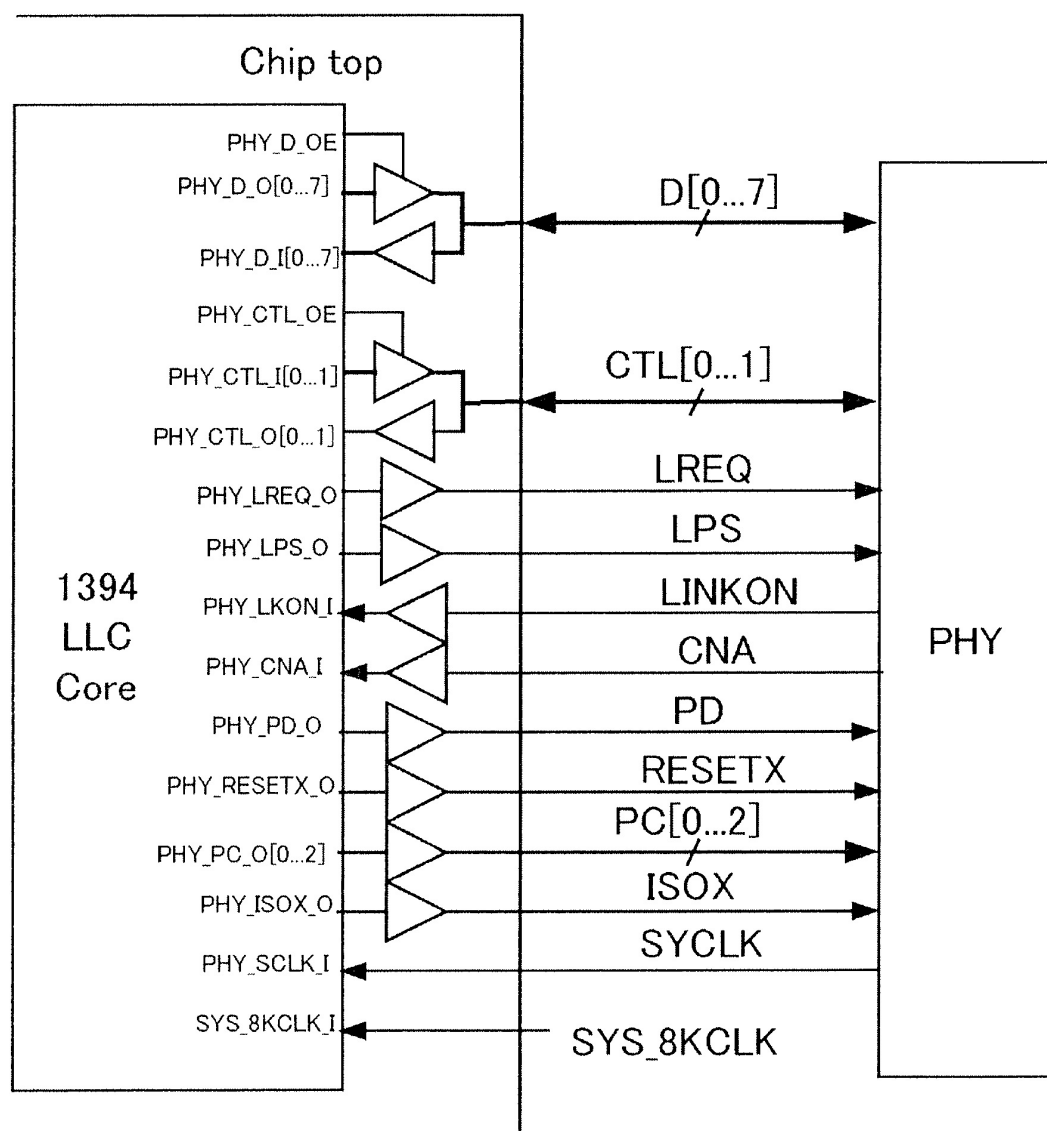 Chip top
PHY_D_OE
PHY_D_O[0...7]
D[0...7]
PHY_D_I[0...7]
PHY_CTL_OE
PHY_CTL_I[0...1]
CTL[0...1]
PHY_CTL_O[0...1]
LREQ
PHY_LREQ_O
LPS
PHY_LPS_O
1394
LLC
Core
LINKON
PHY_LKON_I
PHY
CNA
PHY_CNA_I
PD
PHY_PD_O
RESETX
PHY_RESETX_O
PC[0...2]
PHY_PC_O[0...2]
ISOX
PHY_ISOX_O
SYCLK
PHY_SCLK_I
SYS_8KCLK_I
SYS_8KCLK